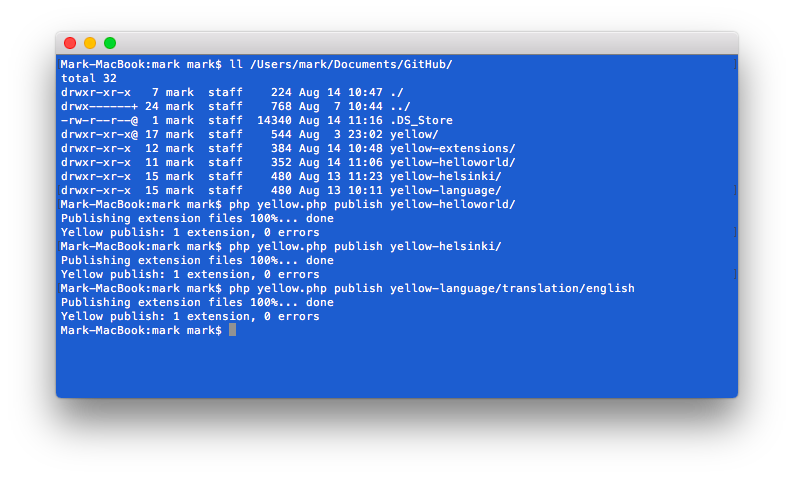 Mark-MacBook:mark mark$ ll /Users/mark/Documents/GitHub/
total 32
drwxr-xr-x   7 mark  staff    224 Aug 14 10:47 ./
drwx------+ 24 mark  staff    768 Aug  7 10:44 ../
-rw-r--r--@  1 mark  staff  14340 Aug 14 11:16 .DS_Store
drwxr-xr-x@ 17 mark  staff    544 Aug  3 23:02 yellow/
drwxr-xr-x  12 mark  staff    384 Aug 14 10:48 yellow-extensions/
drwxr-xr-x  11 mark  staff    352 Aug 14 11:06 yellow-helloworld/
drwxr-xr-x  15 mark  staff    480 Aug 13 11:23 yellow-helsinki/
drwxr-xr-x  15 mark  staff    480 Aug 13 10:11 yellow-language/
Mark-MacBook:mark mark$ php yellow.php publish yellow-helloworld/
Publishing extension files 100%... done
Yellow publish: 1 extension, 0 errors
Mark-MacBook:mark mark$ php yellow.php publish yellow-helsinki/
Publishing extension files 100%... done
Yellow publish: 1 extension, 0 errors
Mark-MacBook:mark mark$ php yellow.php publish yellow-language/translation/english
Publishing extension files 100%... done
Yellow publish: 1 extension, 0 errors
Mark-MacBook:mark mark$